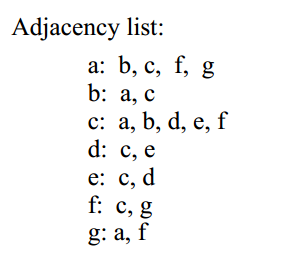 Adjacency list:
a: b, c, f, g
b: a, c
c: a, b, d, e, f
d: c, e
e: c, d
f: c, g
g: a, f